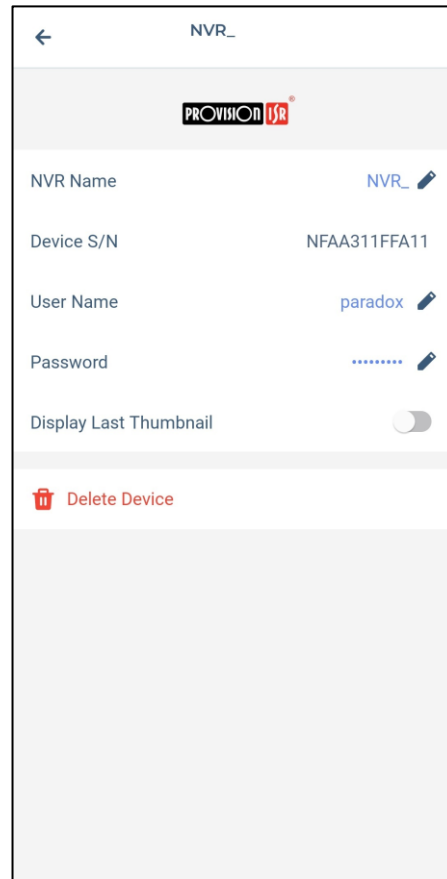 NVR_
PROVISION ISR®
NVR Name NVR_
Device S/N NFAA311FFA11
User Name paradox
Password •••••••••
Display Last Thumbnail
Delete Device